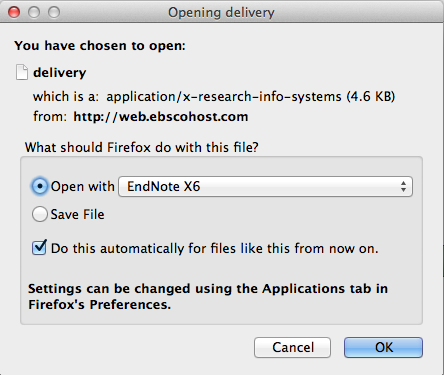 Opening delivery
You have chosen to open:
delivery
which is a: application/x-research-info-systems (4.6 KB)
from: http://web.ebscohost.com
What should Firefox do with this file?
Open with EndNote X6
Save File
Do this automatically for files like this from now on.
Settings can be changed using the Applications tab in
Firefox's Preferences.
Cancel OK